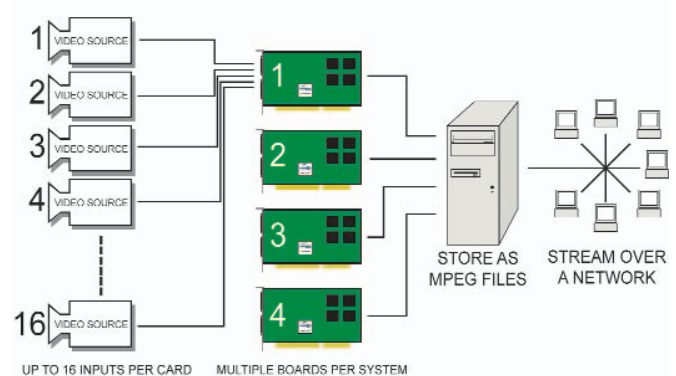 1 VIDEO SOURCE
2 VIDEO SOURCE
3 VIDEO SOURCE
4 VIDEO SOURCE
16 VIDEO SOURCE
UP TO 16 INPUTS PER CARD
1
2
3
4
MULTIPLE BOARDS PER SYSTEM
STORE AS
MPEG FILES
STREAM OVER
A NETWORK